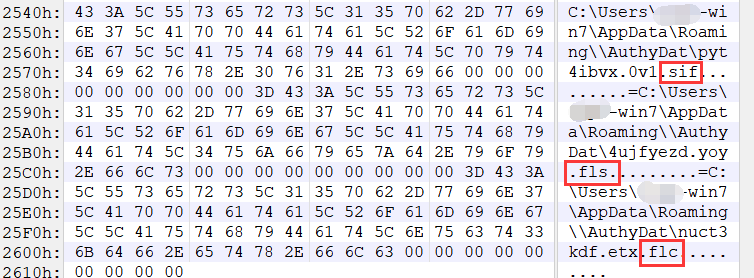 2540h: 43 3A 5C 55 73 65 72 73 5C 31 35 70 62 2D 77 69 C:\Users\ -wi
2550h: 6E 37 5C 41 70 70 44 61 74 61 5C 52 6F 61 6D 69 n7\AppData\Roami
2560h: 6E 67 5C 5C 41 75 74 68 79 44 61 74 5C 70 79 74 ng\\AuthyDat\pyt
2570h: 34 69 62 76 78 2E 30 76 31 2E 73 69 66 00 00 00 4ibvx.0v1.sif...
2580h: 00 00 00 00 00 00 3D 43 3A 5C 55 73 65 72 73 5C ......=C:\Users\
2590h: 31 35 70 62 2D 77 69 6E 37 5C 41 70 70 44 61 74 -win7\AppDat
25A0h: 61 5C 52 6F 61 6D 69 6E 67 5C 5C 41 75 74 68 79 a\Roaming\\Authy
25B0h: 44 61 74 5C 34 75 6A 66 79 65 7A 64 2E 79 6F 79 Dat\4ujfyezd.yoy
25C0h: 2E 66 6C 73 00 00 00 00 00 00 00 00 00 3D 43 3A .fls.........=C:
25D0h: 5C 55 73 65 72 73 5C 31 35 70 62 2D 77 69 6E 37 \Users\ -win7
25E0h: 5C 41 70 70 44 61 74 61 5C 52 6F 61 6D 69 6E 67 \AppData\Roaming
25F0h: 5C 5C 41 75 74 68 79 44 61 74 5C 6E 75 63 74 33 \\AuthyDat\nuct3
2600h: 6B 64 66 2E 65 74 78 2E 66 6C 63 00 00 00 00 00 kdf.etx.flc.....
2610h: 00 00 00 00 ....